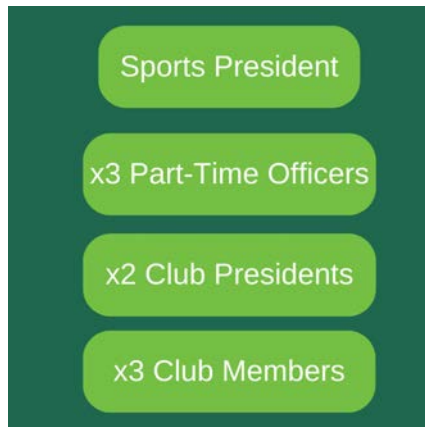 Sports President
x3 Part-Time Officers
x2 Club Presidents
x3 Club Members